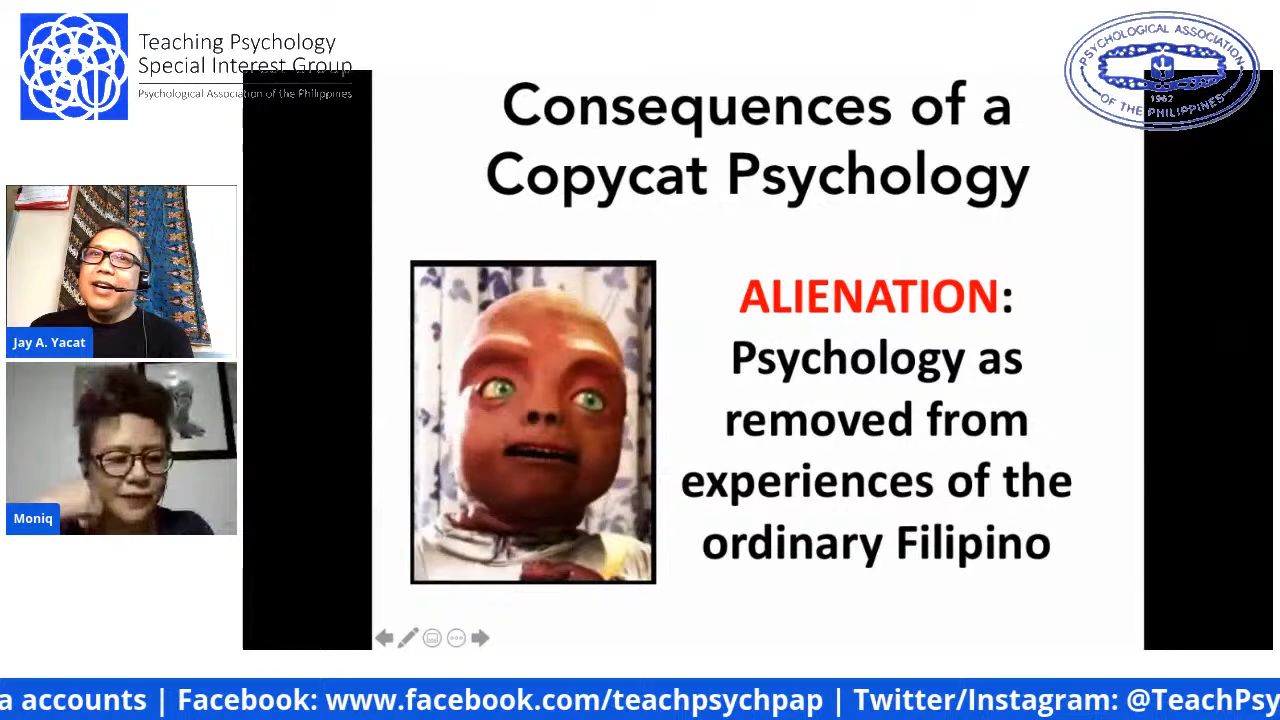 Teaching Psychology
Special Interest Group
Psychological Association of the Philippines
PSYCHOLOGICAL ASSOCIATION
1962
OF THE PHILIPPINES
Consequences of a
Copycat Psychology
ALIENATION:
Psychology as
removed from
experiences of the
ordinary Filipino
Jay A. Yacat
Moniq
a accounts | Facebook: www.facebook.com/teachpsychpap | Twitter/Instagram: @TeachPsy